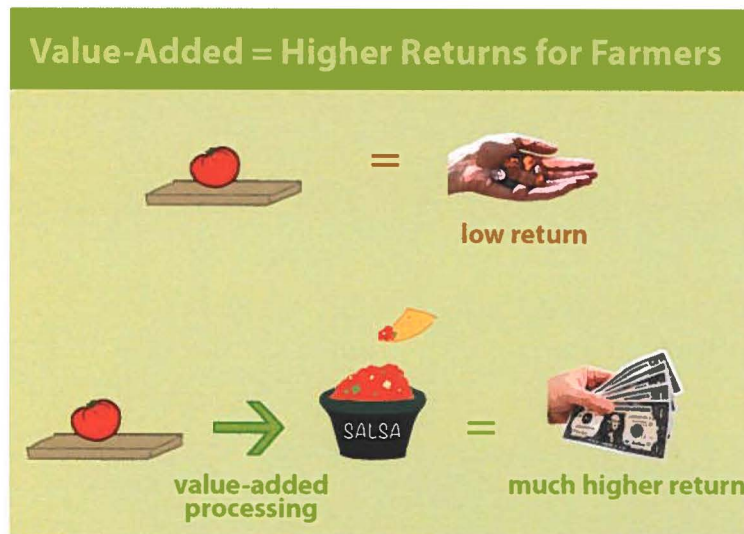 Value-Added = Higher Returns for Farmers
=
low return
SALSA
=
value-added
processing
much higher return